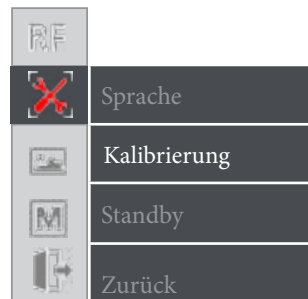 RF
Sprache
Kalibrierung
M
Standby
Zurück